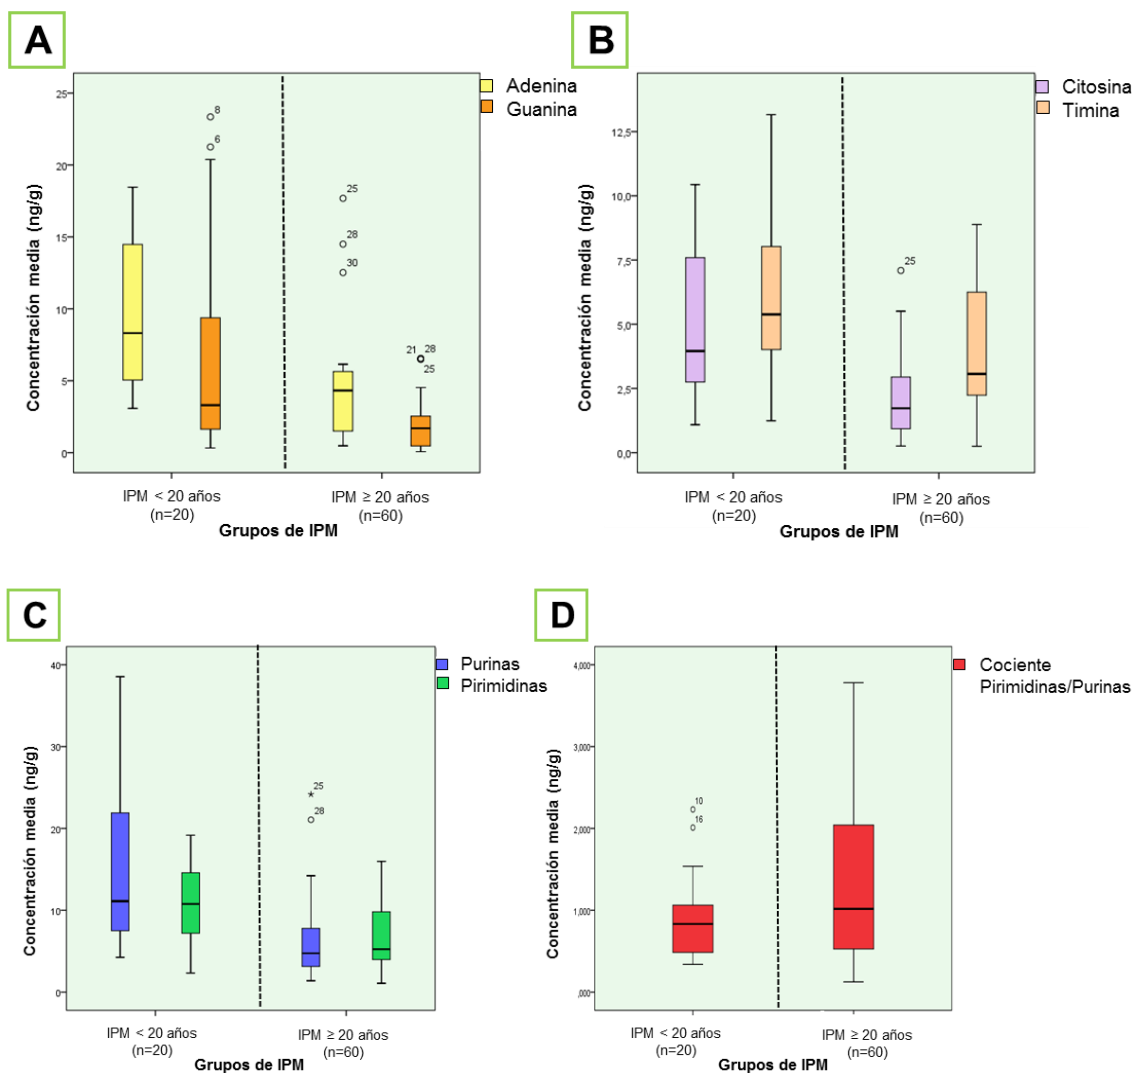 A
Adenina
Guanina
Concentración media (ng/g)
25
20
15
10
5
0
8
6
25
28
30
21 28
25
IPM < 20 años
(n=20)
IPM ≥ 20 años
(n=60)
Grupos de IPM
B
Citosina
Timina
Concentración media (ng/g)
12,5
10,0
7,5
5,0
2,5
0,0
25
IPM < 20 años
(n=20)
IPM ≥ 20 años
(n=60)
Grupos de IPM
C
Purinas
Pirimidinas
Concentración media (ng/g)
40
30
20
10
0
25
28
IPM < 20 años
(n=20)
IPM ≥ 20 años
(n=60)
Grupos de IPM
D
Cociente
Pirimidinas/Purinas
Concentración media (ng/g)
4,000
3,000
2,000
1,000
,000
10
16
IPM < 20 años
(n=20)
IPM ≥ 20 años
(n=60)
Grupos de IPM